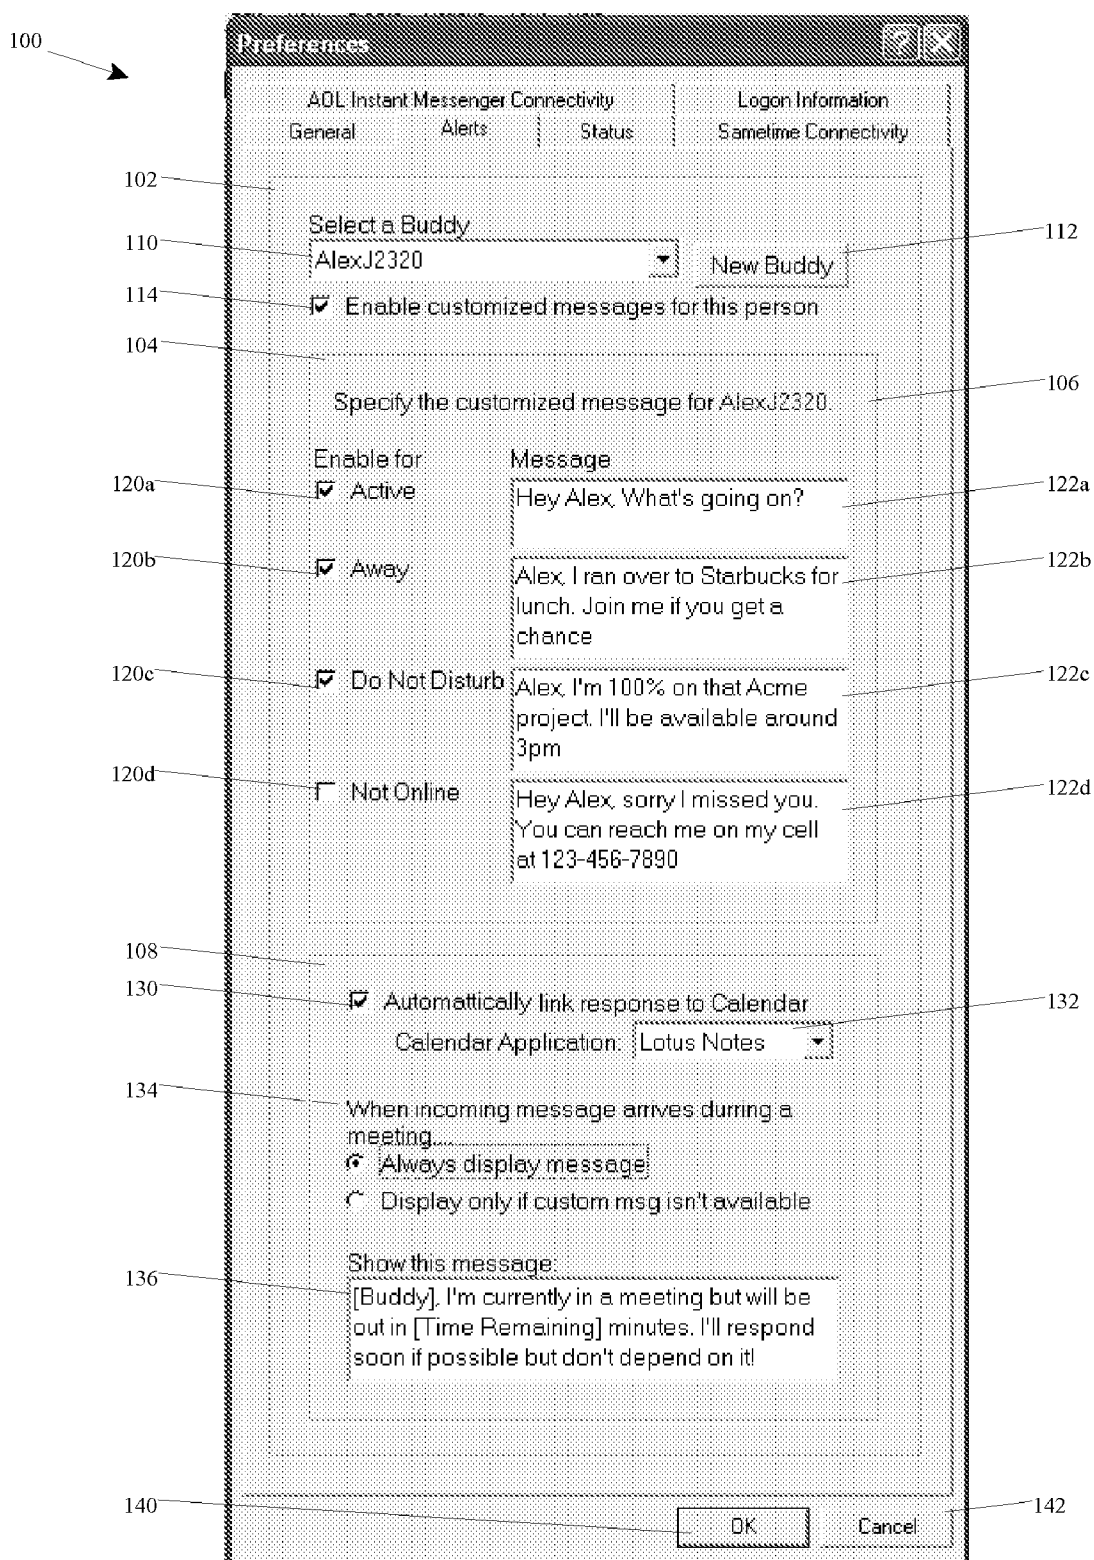 100
Preferences
AOL Instant Messenger Connectivity Logon Information
General Alerts Status Sametime Connectivity
102
Select a Buddy
110 AlexJ2320 New Buddy 112
114 Enable customized messages for this person
104
106
Specify the customized message for AlexJ2320.
Enable for Message
120a Active Hey Alex, What's going on? 122a
120b Away Alex, I ran over to Starbucks for 122b
lunch. Join me if you get a
chance
120c Do Not Disturb Alex, I'm 100% on that Acme 122c
project. I'll be available around
3pm
120d Not Online Hey Alex, sorry I missed you. 122d
You can reach me on my cell
at 123-456-7890
108
130 Automattically link response to Calendar 132
Calendar Application: Lotus Notes
134
When incoming message arrives durring a
meeting...
Always display message
Display only if custom msg isn't available
Show this message:
136 [Buddy], I'm currently in a meeting but will be
out in [Time Remaining] minutes. I'll respond
soon if possible but don't depend on it!
140 OK Cancel 142